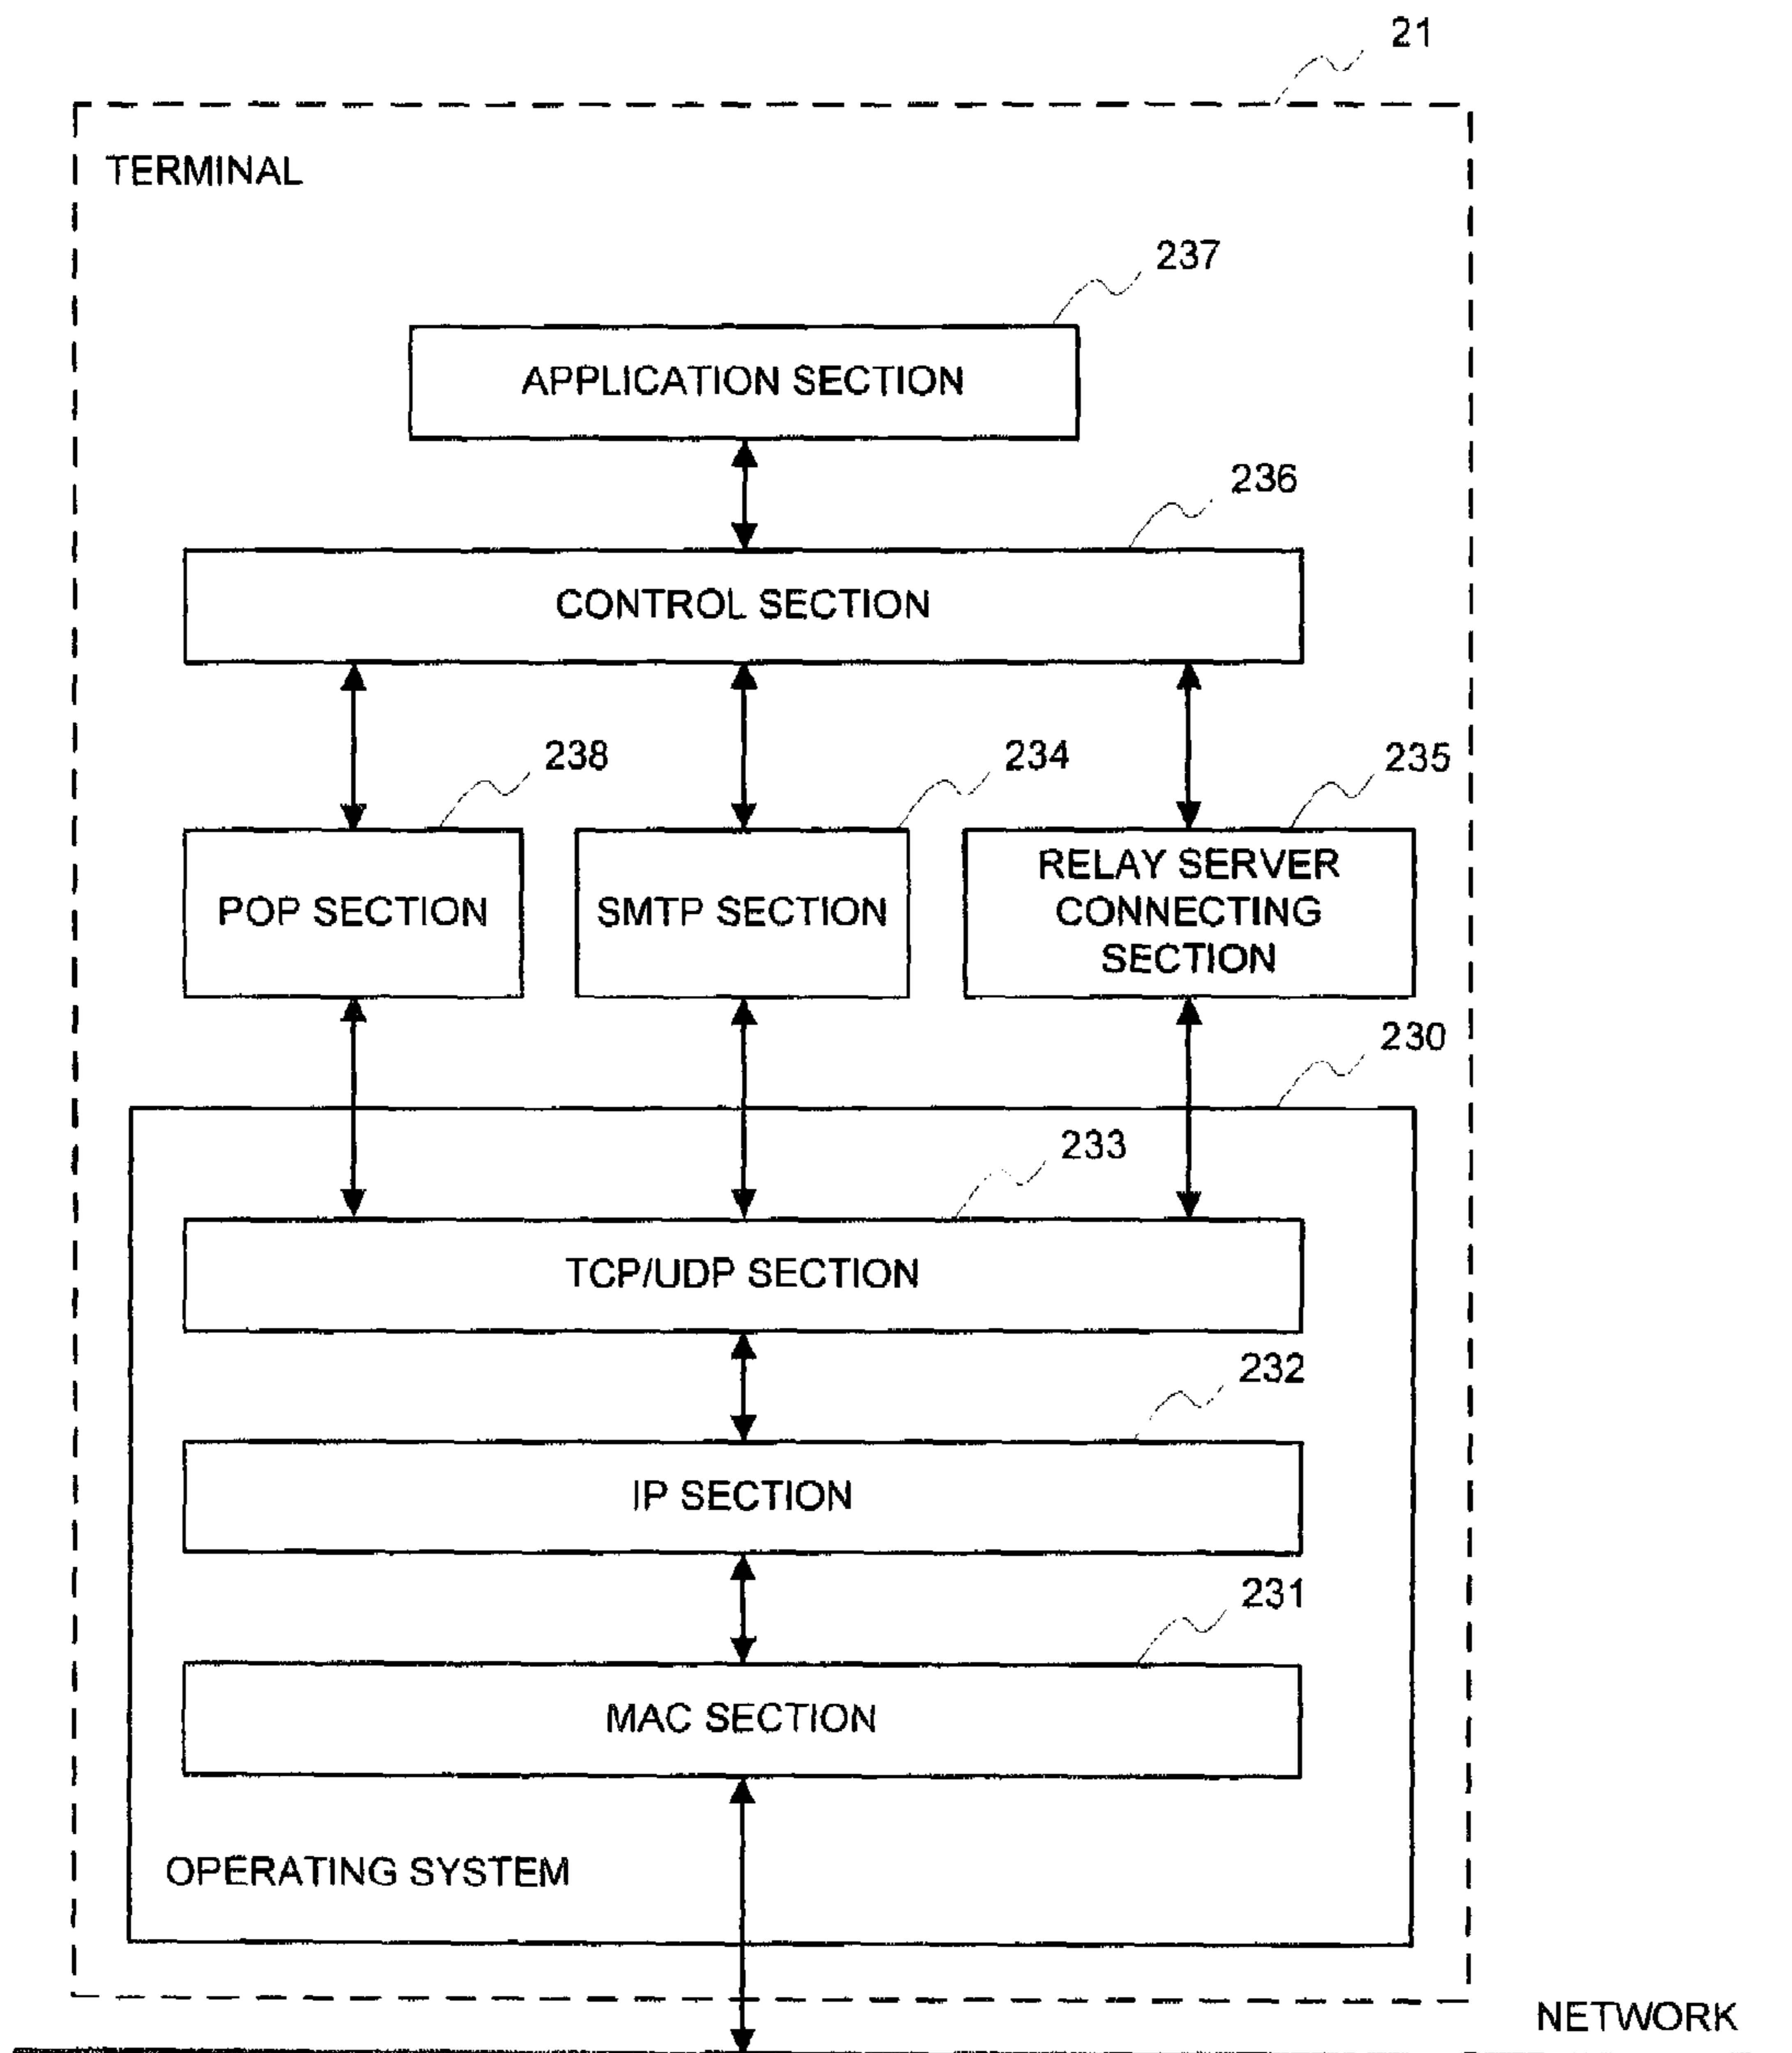 21
TERMINAL
237
APPLICATION SECTION
236
CONTROL SECTION
238
234
235
POP SECTION
SMTP SECTION
RELAY SERVER
CONNECTING
SECTION
230
233
TCP/UDP SECTION
232
IP SECTION
231
MAC SECTION
OPERATING SYSTEM
NETWORK